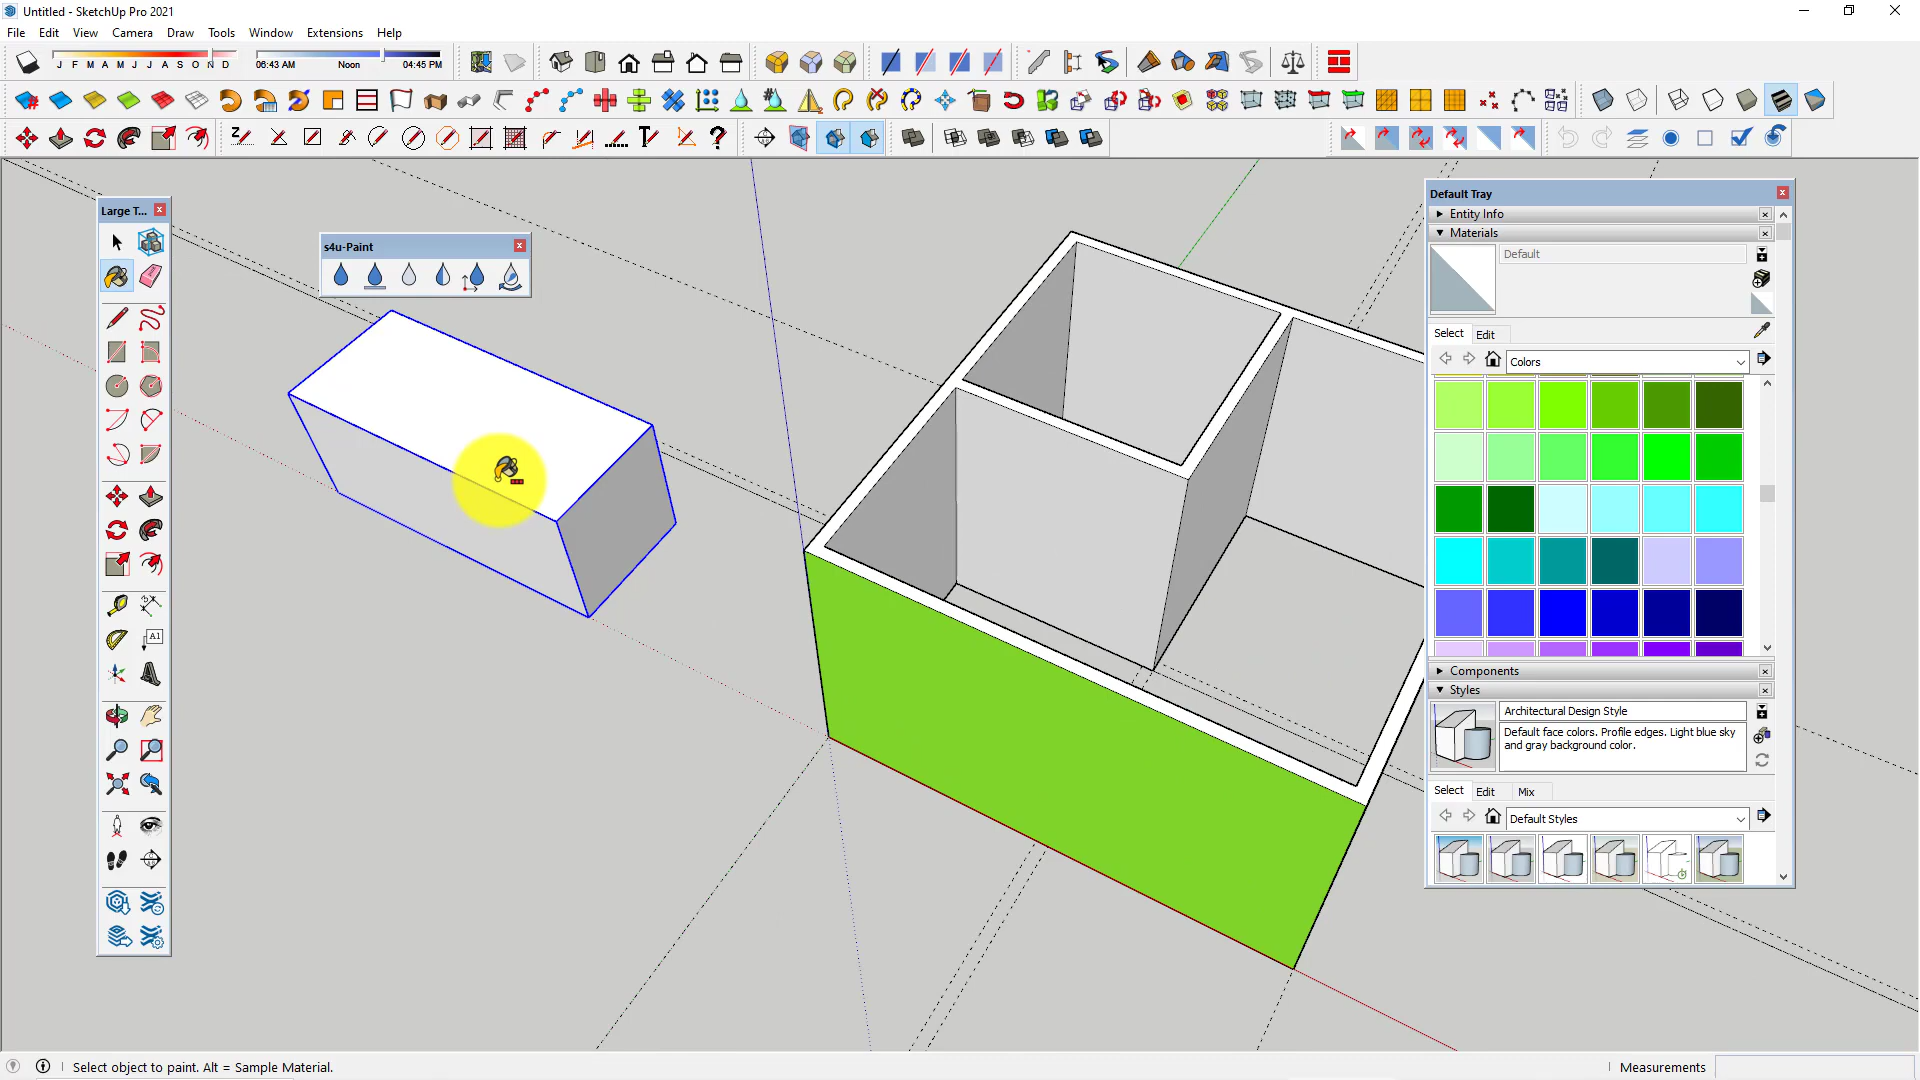 Untitled - SketchUp Pro 2021
File Edit View Camera Draw Tools Window Extensions Help
J F M A M J J A S O N D 06:43 AM Noon 04:45 PM
Large T...
s4u-Paint
A1
Default Tray
Entity Info
Materials
Default
Select Edit
Colors
Components
Styles
Architectural Design Style
Default face colors. Profile edges. Light blue sky
and gray background color.
Select Edit Mix
Default Styles
Select object to paint. Alt = Sample Material.
Measurements